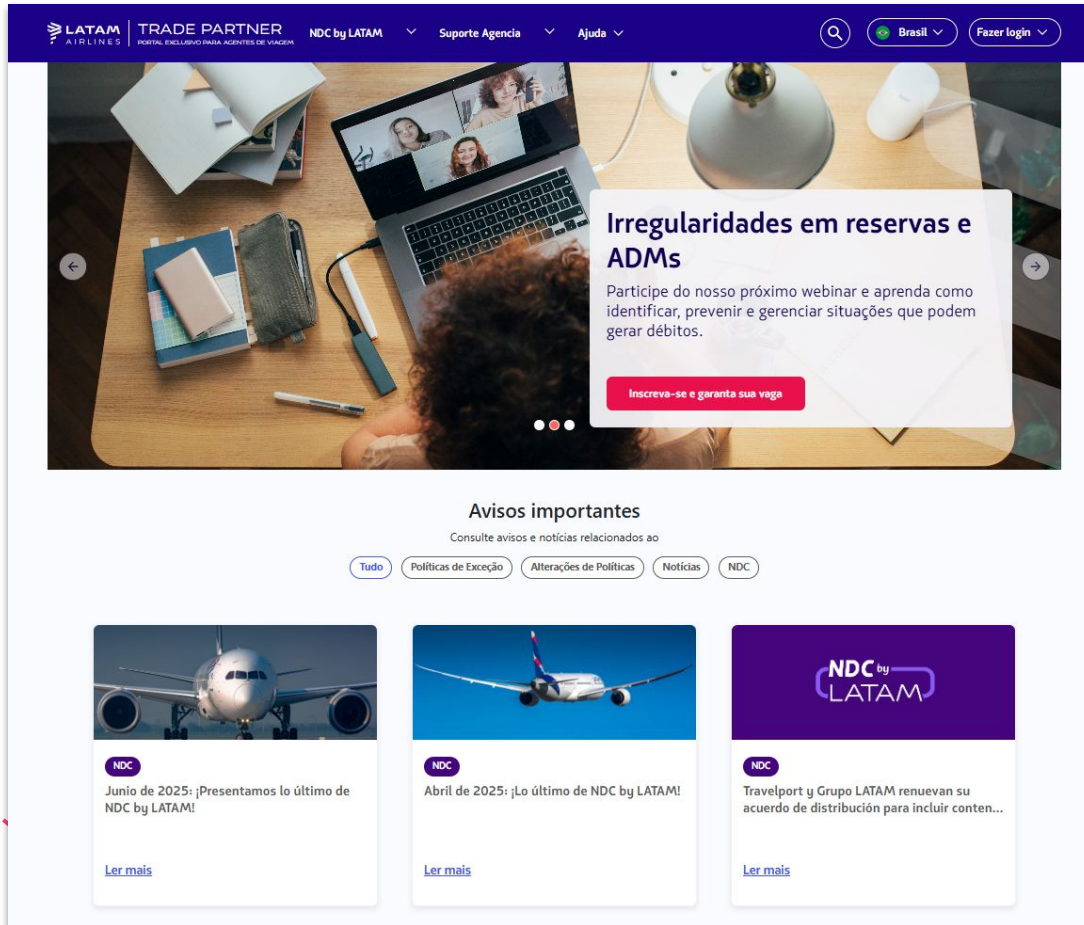 LATAM
AIRLINES
TRADE PARTNER
PORTAL EXCLUSIVO PARA AGENTES DE VIAGEM
NDC by LATAM
Suporte Agencia
Ajuda
Brasil
Fazer login
Irregularidades em reservas e
ADMs
Participe do nosso próximo webinar e aprenda como
identificar, prevenir e gerenciar situações que podem
gerar débitos.
Inscreva-se e garanta sua vaga
Avisos importantes
Consulte avisos e notícias relacionados ao
Tudo
Políticas de Exceção
Alterações de Políticas
Notícias
NDC
NDC
Junio de 2025: ¡Presentamos lo último de
NDC by LATAM!
Ler mais
NDC
Abril de 2025: ¡Lo último de NDC by LATAM!
Ler mais
NDC by
LATAM
NDC
Travelport y Grupo LATAM renuevan su
acuerdo de distribución para incluir conten...
Ler mais